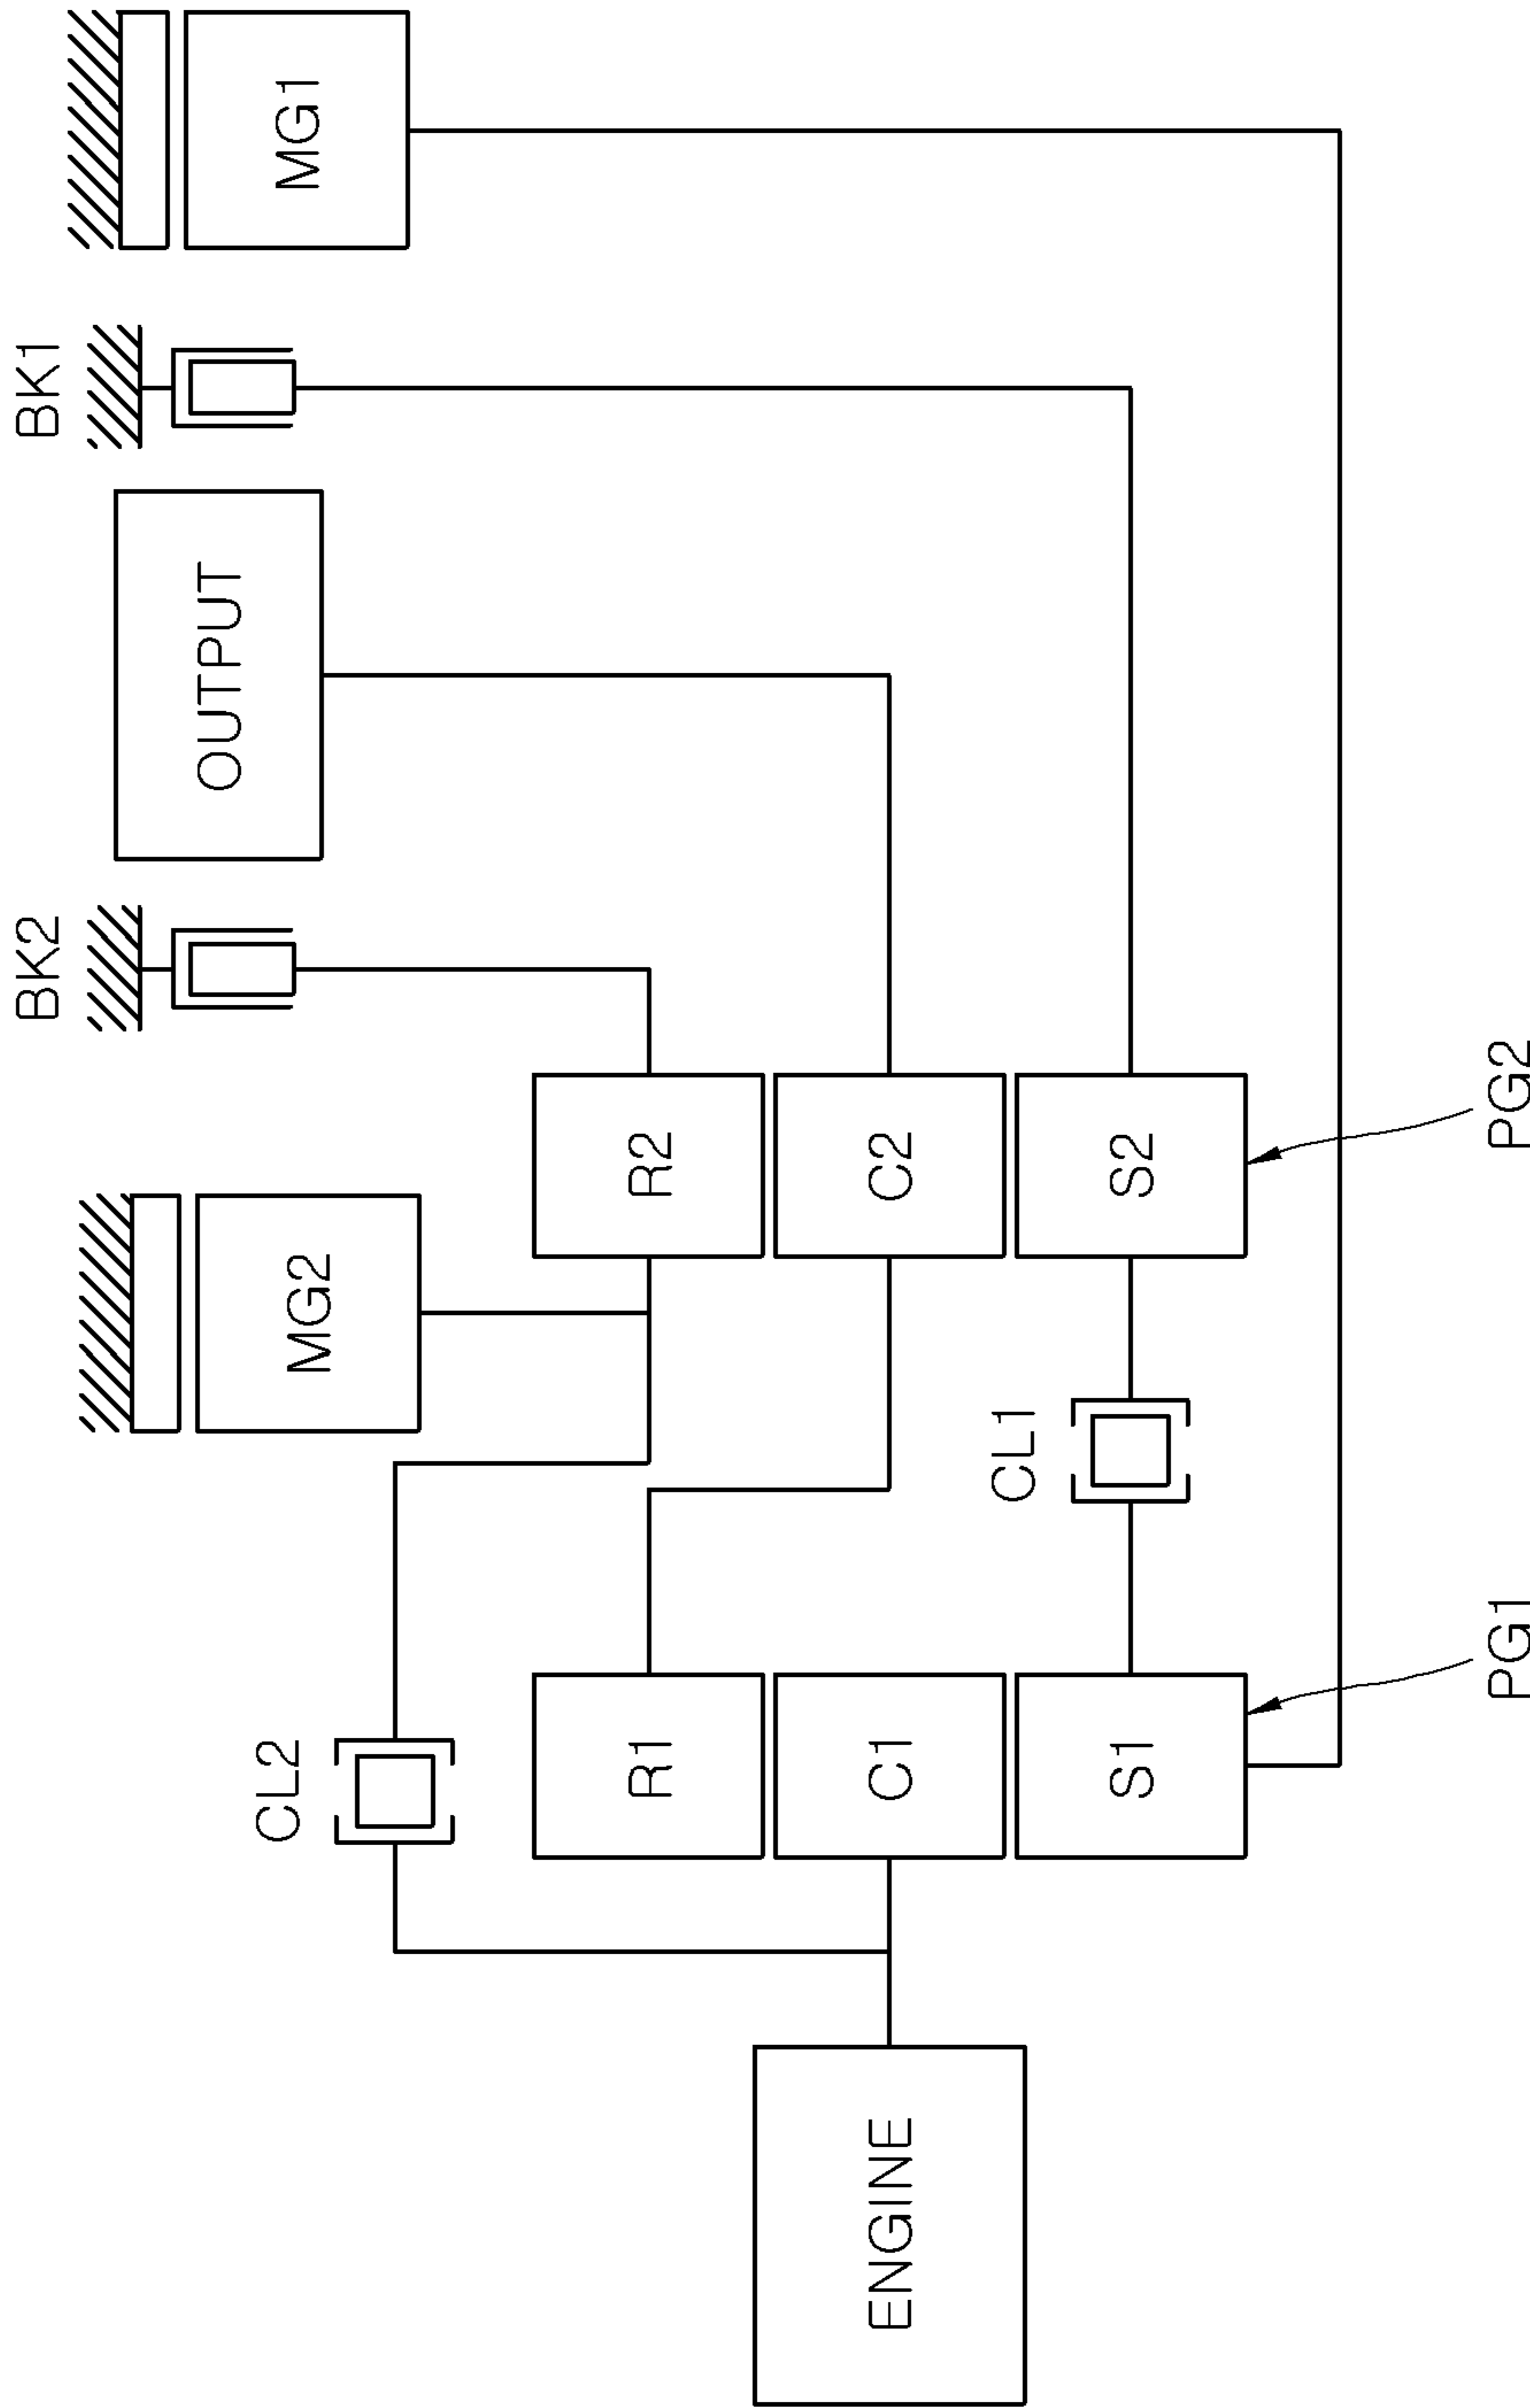 BK2
BK1
MG2
OUTPUT
MG1
CL2
R1
R2
ENGINE
C1
C2
CL1
S1
S2
PG1
PG2